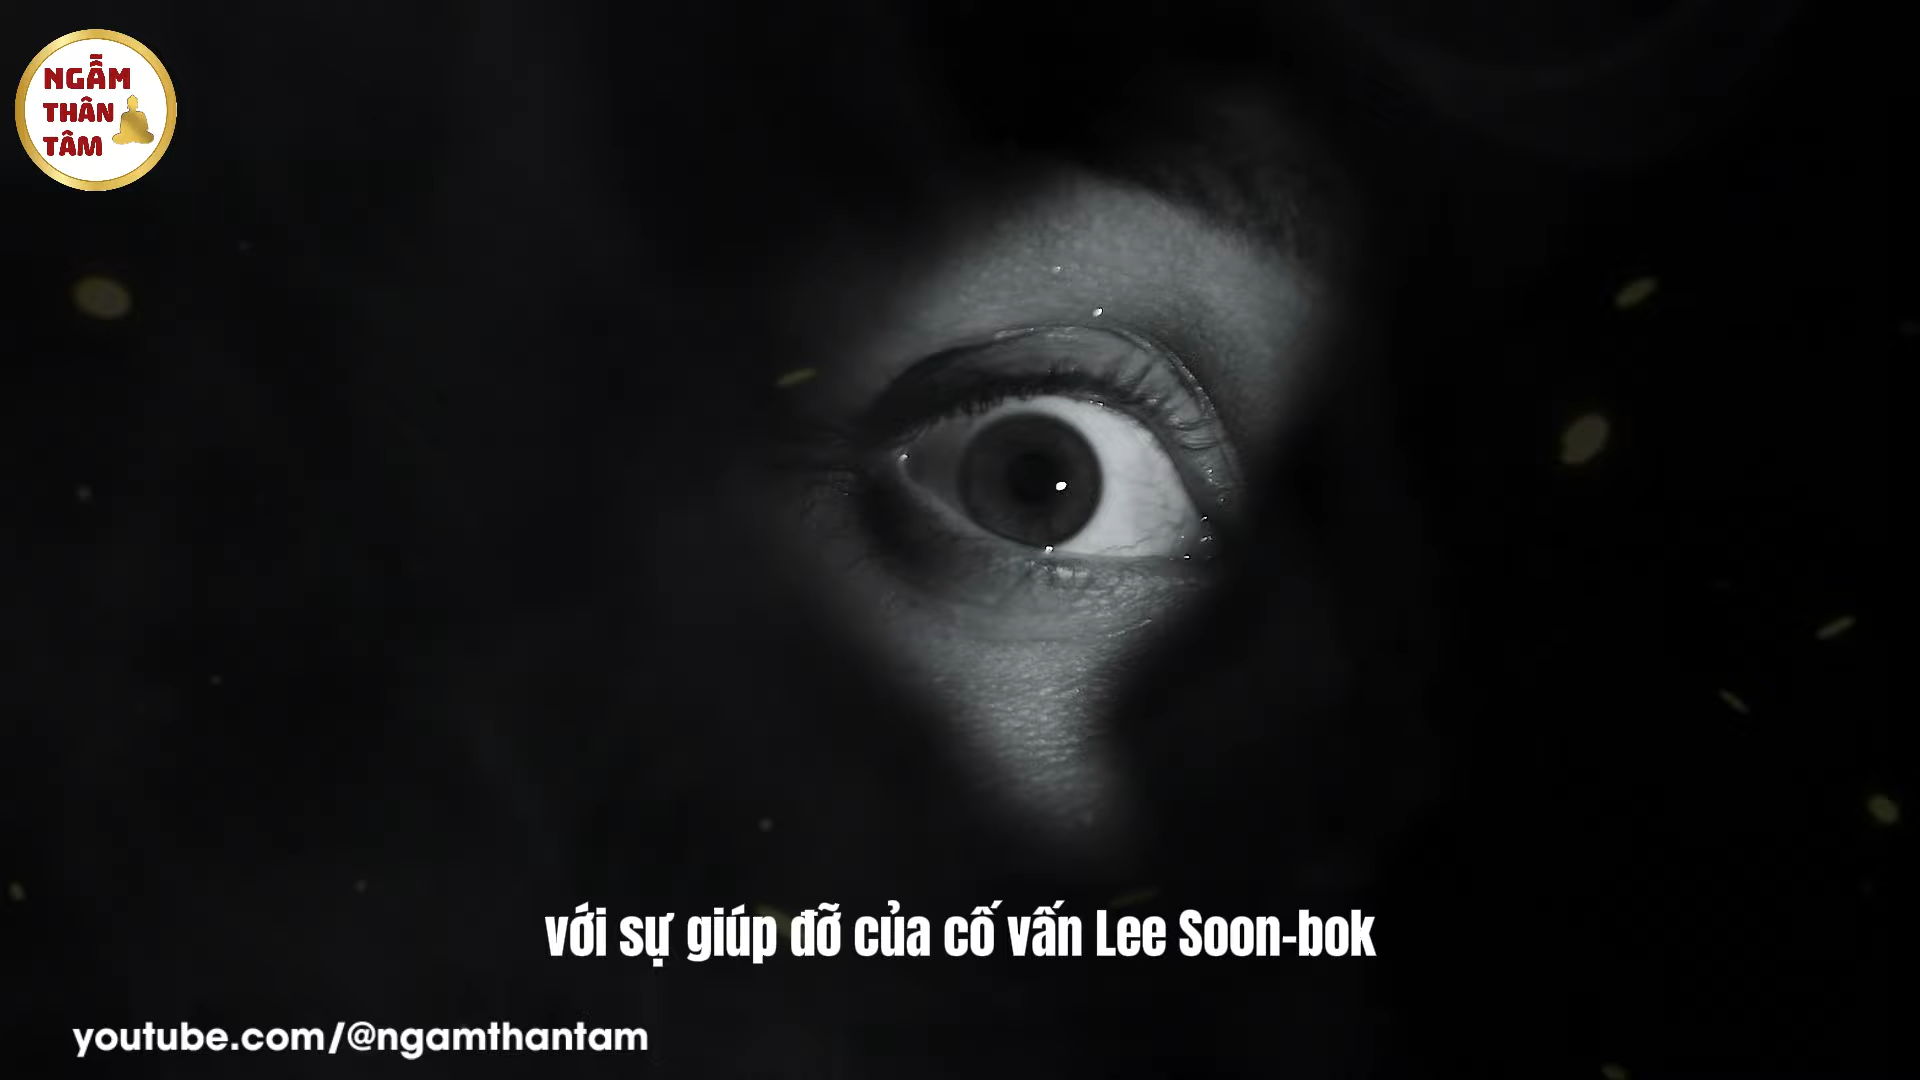 NGẪM
THÂN
TÂM
với sự giúp đỡ của cố vấn Lee Soon-bok
youtube.com/@ngamthantam